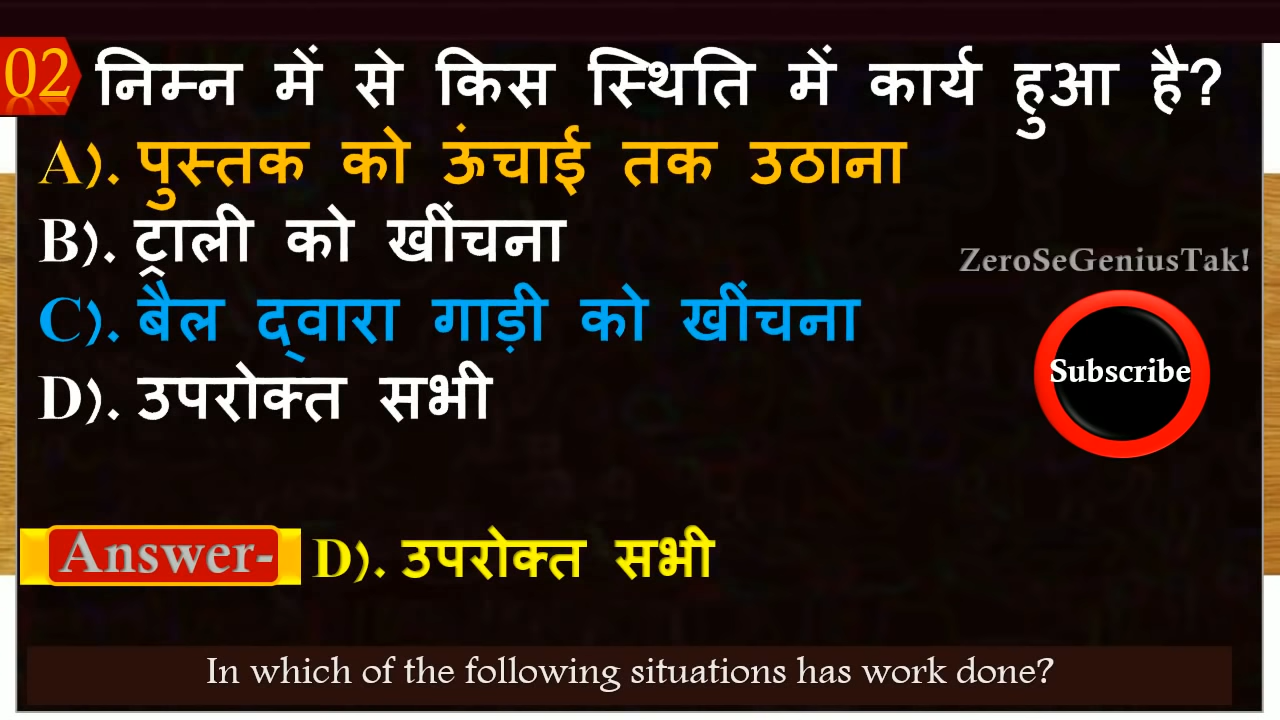 02 निम्न में से किस स्थिति में कार्य हुआ है?
A). पुस्तक को ऊंचाई तक उठाना
B). ट्राली को खींचना
ZeroSeGeniusTak!
C). बैल द्वारा गाड़ी को खींचना
Subscribe
D). उपरोक्त सभी
Answer- D). उपरोक्त सभी
In which of the following situations has work done?